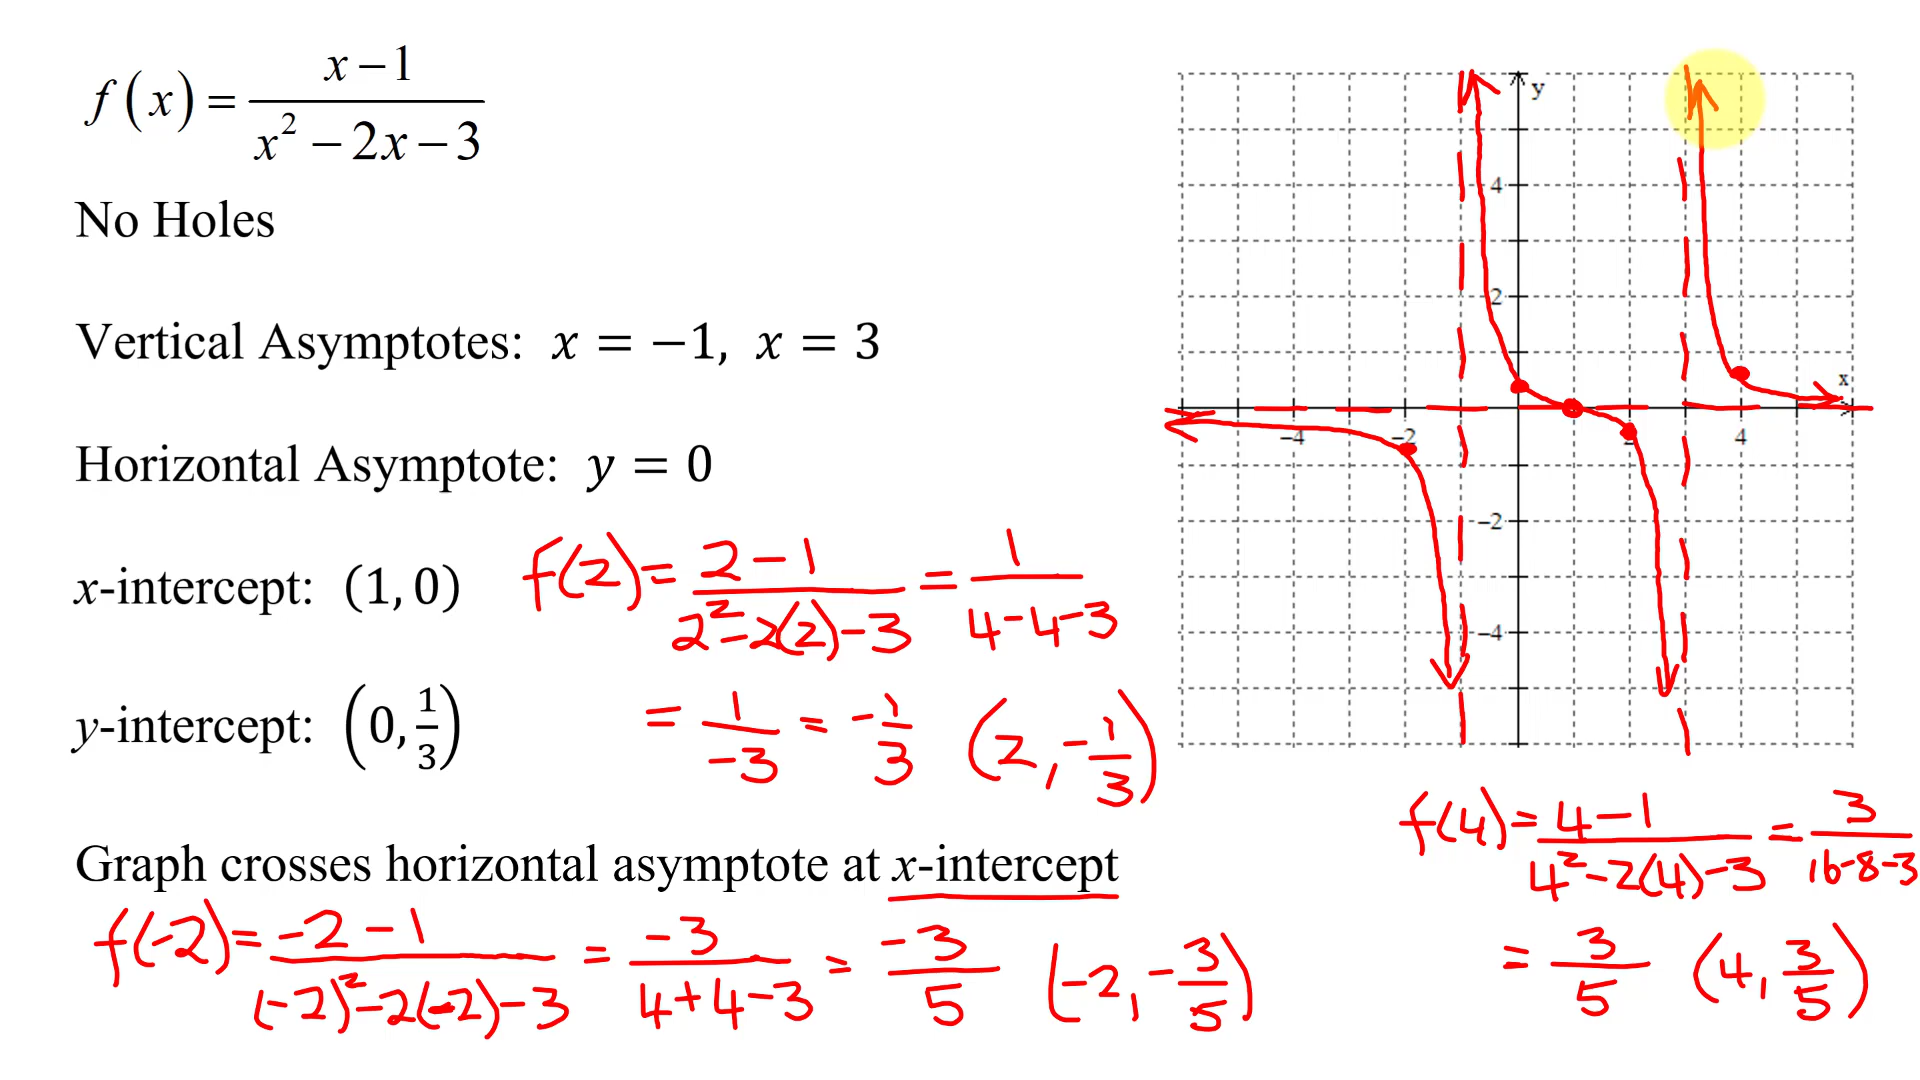 f(x) = (x − 1)/(x² − 2x − 3)
No Holes
Vertical Asymptotes: x = −1, x = 3
Horizontal Asymptote: y = 0
x-intercept: (1, 0)
f(2) = (2 − 1)/(2² − 2(2) − 3) = 1/(4 − 4 − 3)
y-intercept: (0, 1/3)
= 1/−3 = −1/3 (2, −1/3)
Graph crosses horizontal asymptote at x-intercept
f(−2) = (−2 − 1)/((−2)² − 2(−2) − 3) = −3/(4 + 4 − 3) = −3/5 (−2, −3/5)
y
4
2
x
−4 −2 2 4
−2
−4
f(4) = (4 − 1)/(4² − 2(4) − 3) = 3/(16 − 8 − 3)
= 3/5 (4, 3/5)